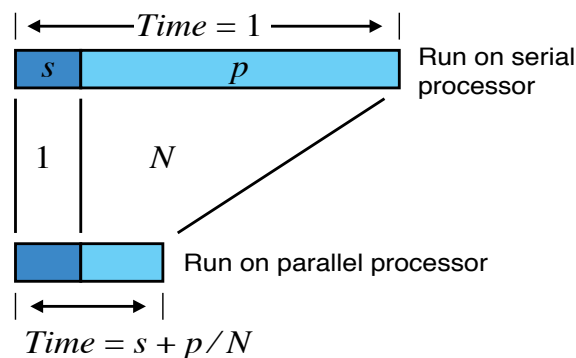 Time = 1
s p
Run on serial
processor
1 N
Run on parallel processor
Time = s + p/N